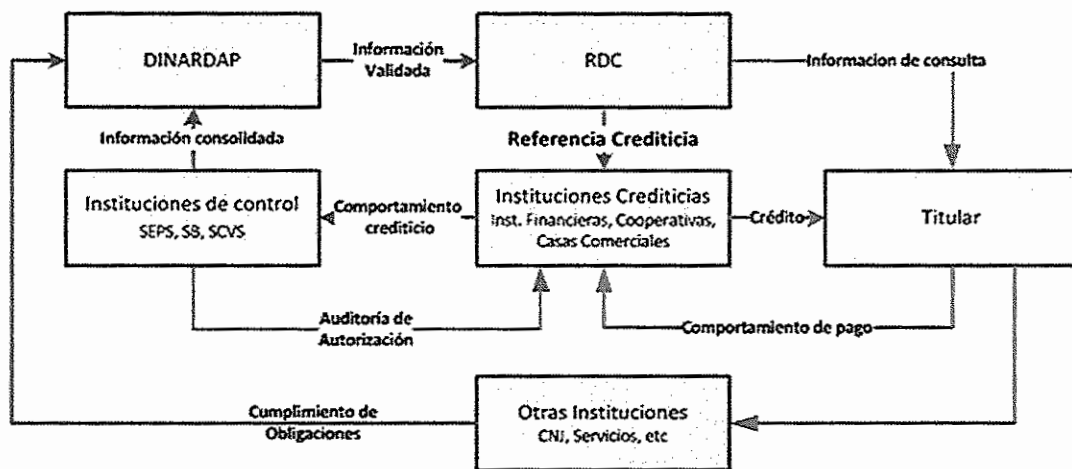 DINARDAP
Información
Validada
RDC
Informacion de consulta
Información consolidada
Referencia Crediticia
Instituciones de control
SEPS, SB, SCVS
Comportamiento
crediticio
Instituciones Crediticias
Inst. Financieras, Cooperativas,
Casas Comerciales
Crédito
Titular
Auditoría de
Autorización
Comportamiento de pago
Cumplimiento de
Obligaciones
Otras Instituciones
CNJ, Servicios, etc